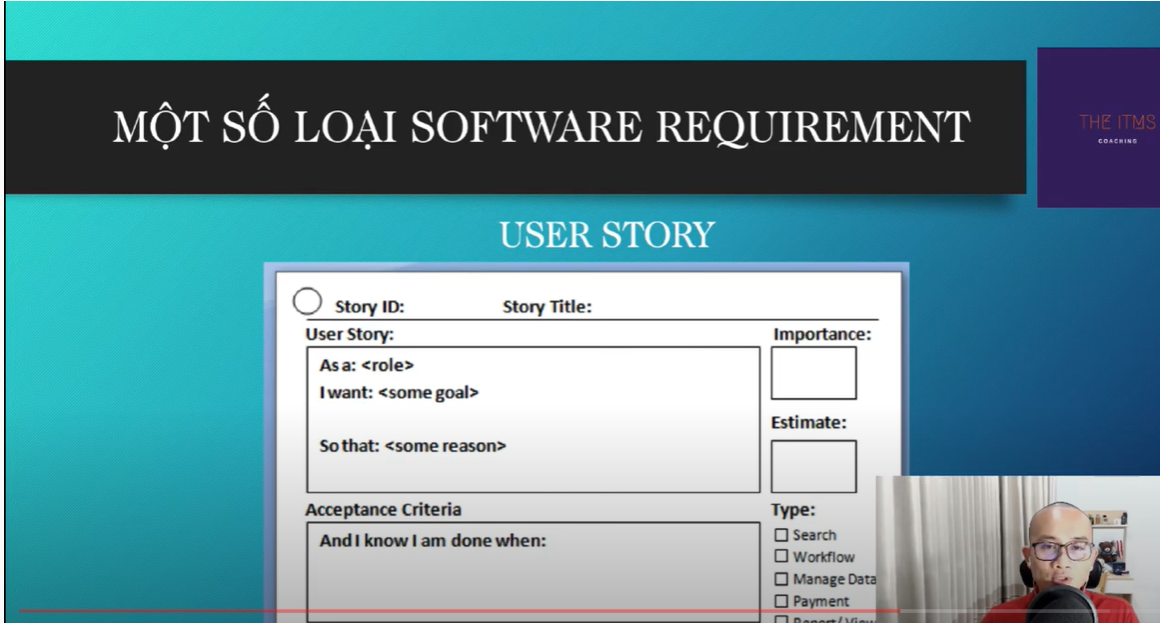 MỘT SỐ LOẠI SOFTWARE REQUIREMENT
THE ITMS
COACHING
USER STORY
Story ID: Story Title:
User Story:
Importance:
As a: <role>
I want: <some goal>
So that: <some reason>
Estimate:
Acceptance Criteria
And I know I am done when:
Type:
Search
Workflow
Manage Data
Payment
Report/ View